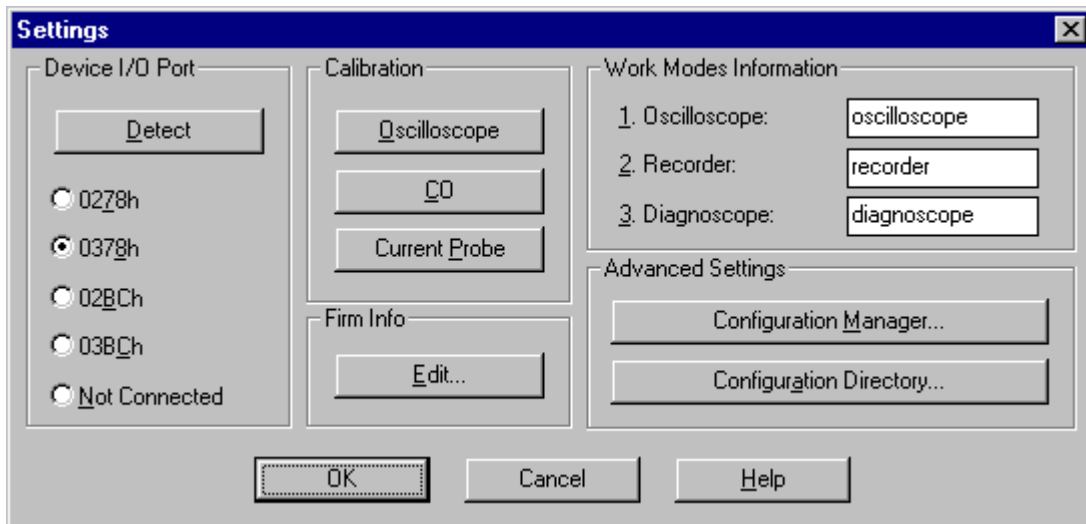 Settings
Device I/O Port
Detect
0278h
0378h
02BCh
03BCh
Not Connected
Calibration
Oscilloscope
CO
Current Probe
Firm Info
Edit...
Work Modes Information
1. Oscilloscope: oscilloscope
2. Recorder: recorder
3. Diagnoscope: diagnoscope
Advanced Settings
Configuration Manager...
Configuration Directory...
OK Cancel Help